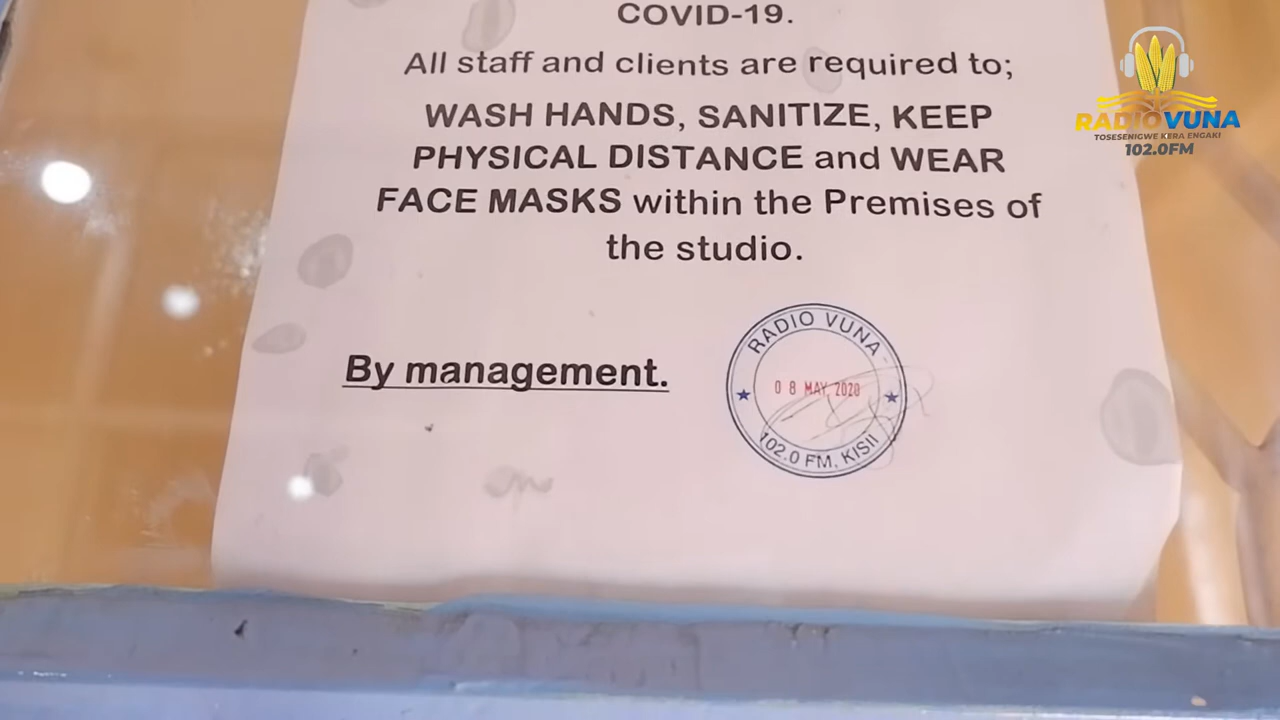 COVID-19.
All staff and clients are required to;
WASH HANDS, SANITIZE, KEEP
PHYSICAL DISTANCE and WEAR
FACE MASKS within the Premises of
the studio.
By management.
RADIO VUNA
08 MAY 2020
102.0 FM, KISII
RADIO VUNA
TOSESENIGWE KERA ENGAKI
102.0FM